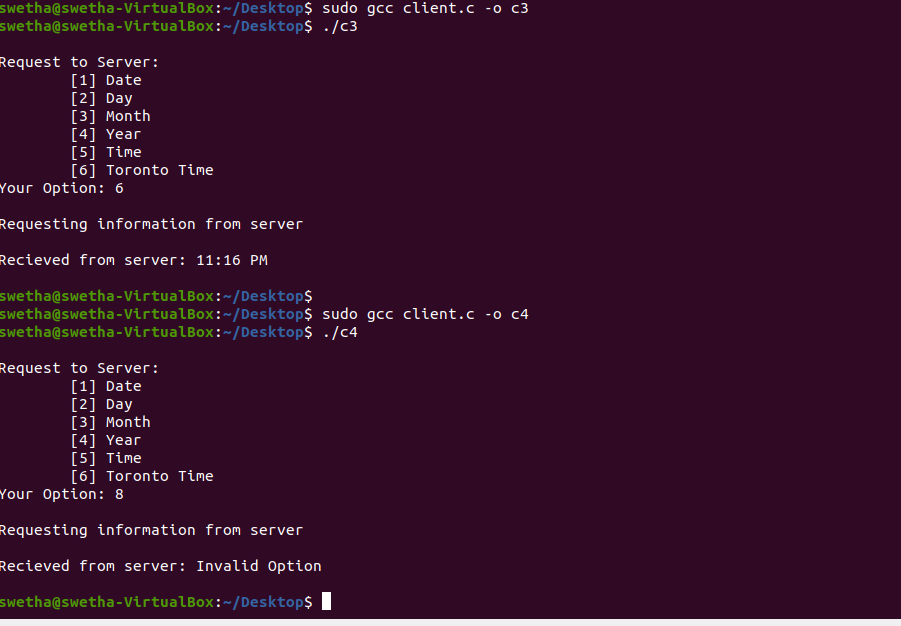 swetha@swetha-VirtualBox:~/Desktop$ sudo gcc client.c -o c3
swetha@swetha-VirtualBox:~/Desktop$ ./c3
Request to Server:
[1] Date
[2] Day
[3] Month
[4] Year
[5] Time
[6] Toronto Time
Your Option: 6
Requesting information from server
Recieved from server: 11:16 PM
swetha@swetha-VirtualBox:~/Desktop$
swetha@swetha-VirtualBox:~/Desktop$ sudo gcc client.c -o c4
swetha@swetha-VirtualBox:~/Desktop$ ./c4
Request to Server:
[1] Date
[2] Day
[3] Month
[4] Year
[5] Time
[6] Toronto Time
Your Option: 8
Requesting information from server
Recieved from server: Invalid Option
swetha@swetha-VirtualBox:~/Desktop$